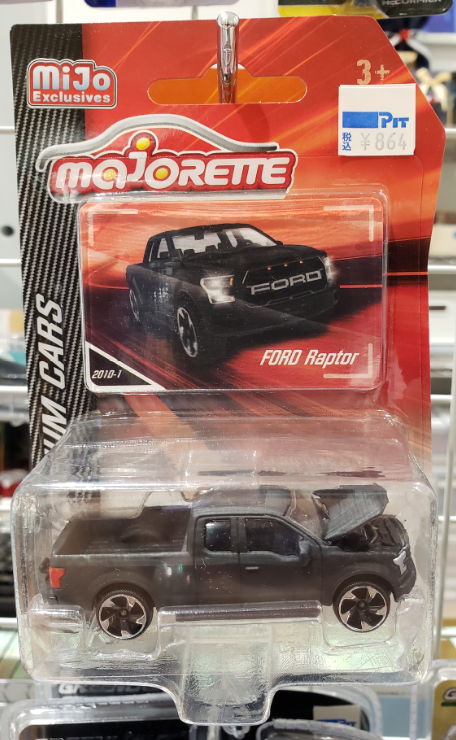 MiJo
Exclusives
3+
PIT
税込
¥864
majORETTE
FORD
FORD Raptor
2010-1
UM CARS